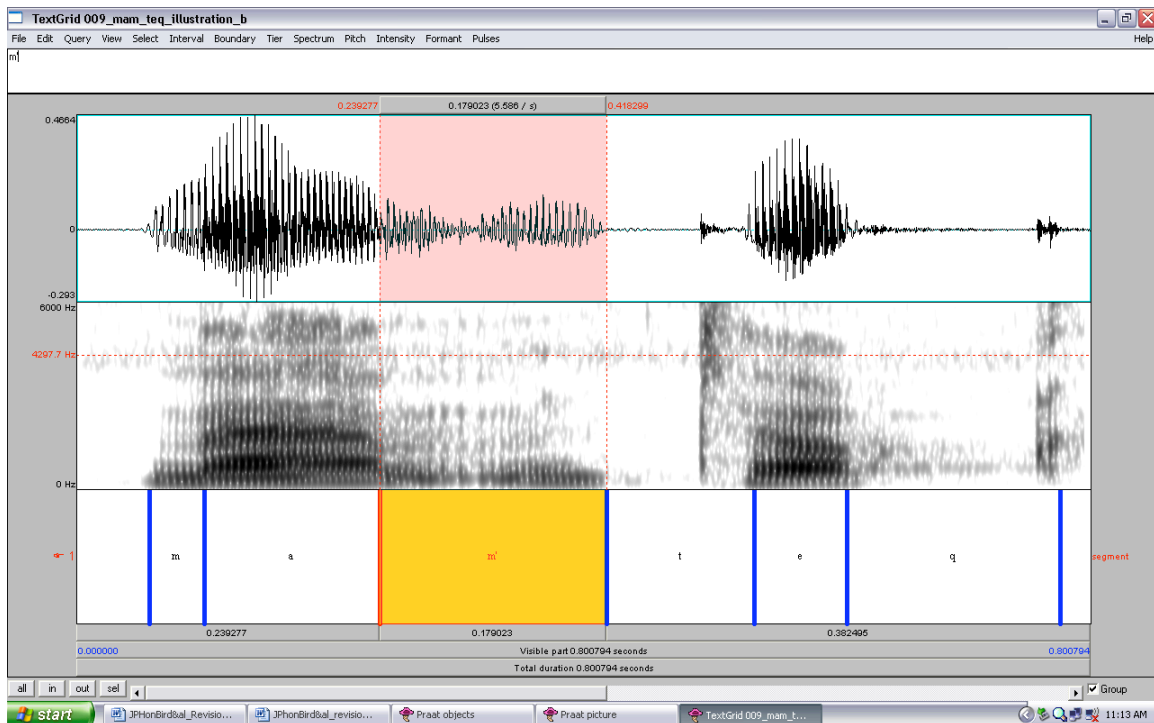 TextGrid 009_mam_teq_illustration_b
File Edit Query View Select Interval Boundary Tier Spectrum Pitch Intensity Formant Pulses Help
m'
0.239277 0.179023 (5.586 / s) 0.418299
0.4664
0
-0.293
6000 Hz
4297.7 Hz
0 Hz
1 m a m' t e q segment
0.239277 0.179023 0.382495
0.000000 Visible part 0.800794 seconds 0.800794
Total duration 0.800794 seconds
all in out sel Group
start JPHonBird&al_Revisio... JPhonBird&al_revisio... Praat objects Praat picture TextGrid 009_mam_t... 11:13 AM